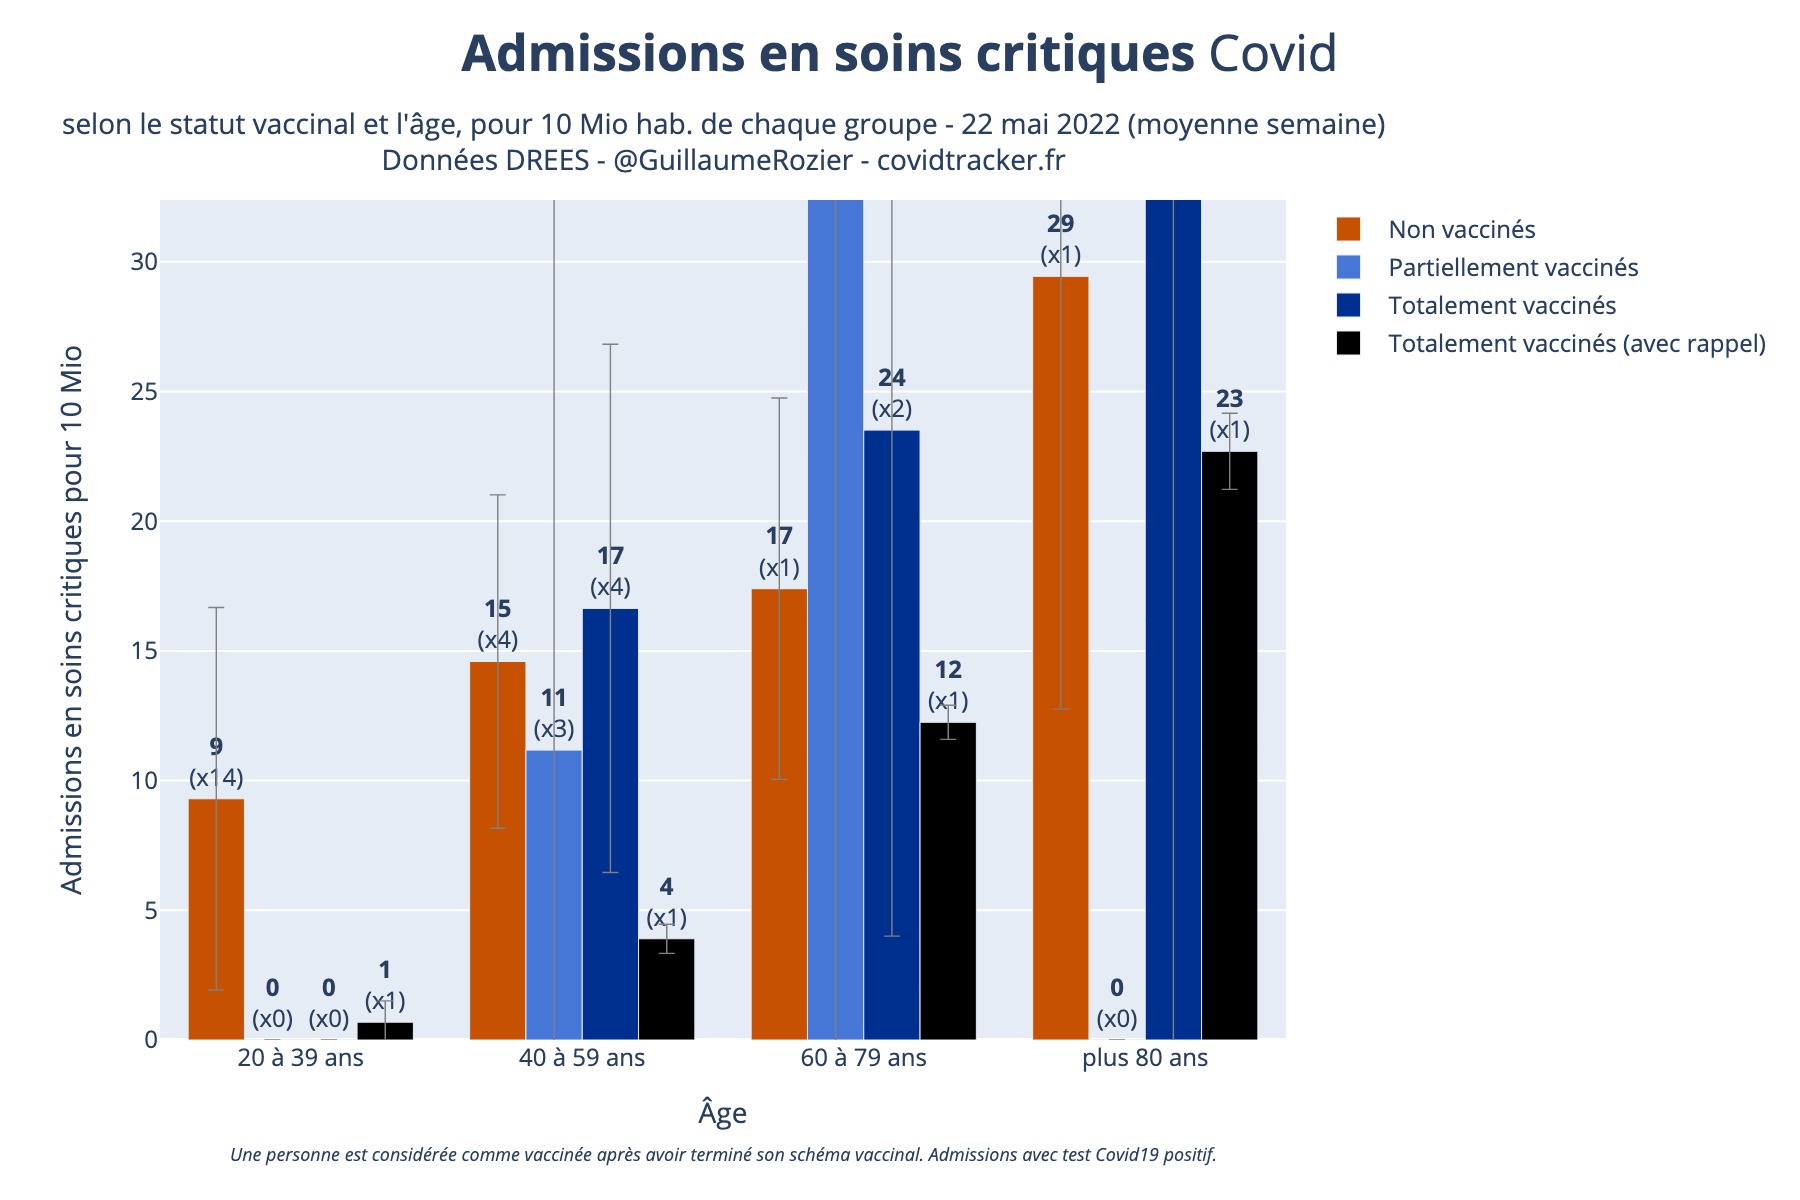 Admissions en soins critiques Covid
selon le statut vaccinal et l'âge, pour 10 Mio hab. de chaque groupe - 22 mai 2022 (moyenne semaine)
Données DREES - @GuillaumeRozier - covidtracker.fr
Non vaccinés
Partiellement vaccinés
Totalement vaccinés
Totalement vaccinés (avec rappel)
Admissions en soins critiques pour 10 Mio
30
25
20
15
10
5
0
9
(x14)
0
(x0)
0
(x0)
1
(x1)
15
(x4)
11
(x3)
17
(x4)
4
(x1)
17
(x1)
24
(x2)
12
(x1)
29
(x1)
0
(x0)
23
(x1)
20 à 39 ans
40 à 59 ans
60 à 79 ans
plus 80 ans
Âge
Une personne est considérée comme vaccinée après avoir terminé son schéma vaccinal. Admissions avec test Covid19 positif.